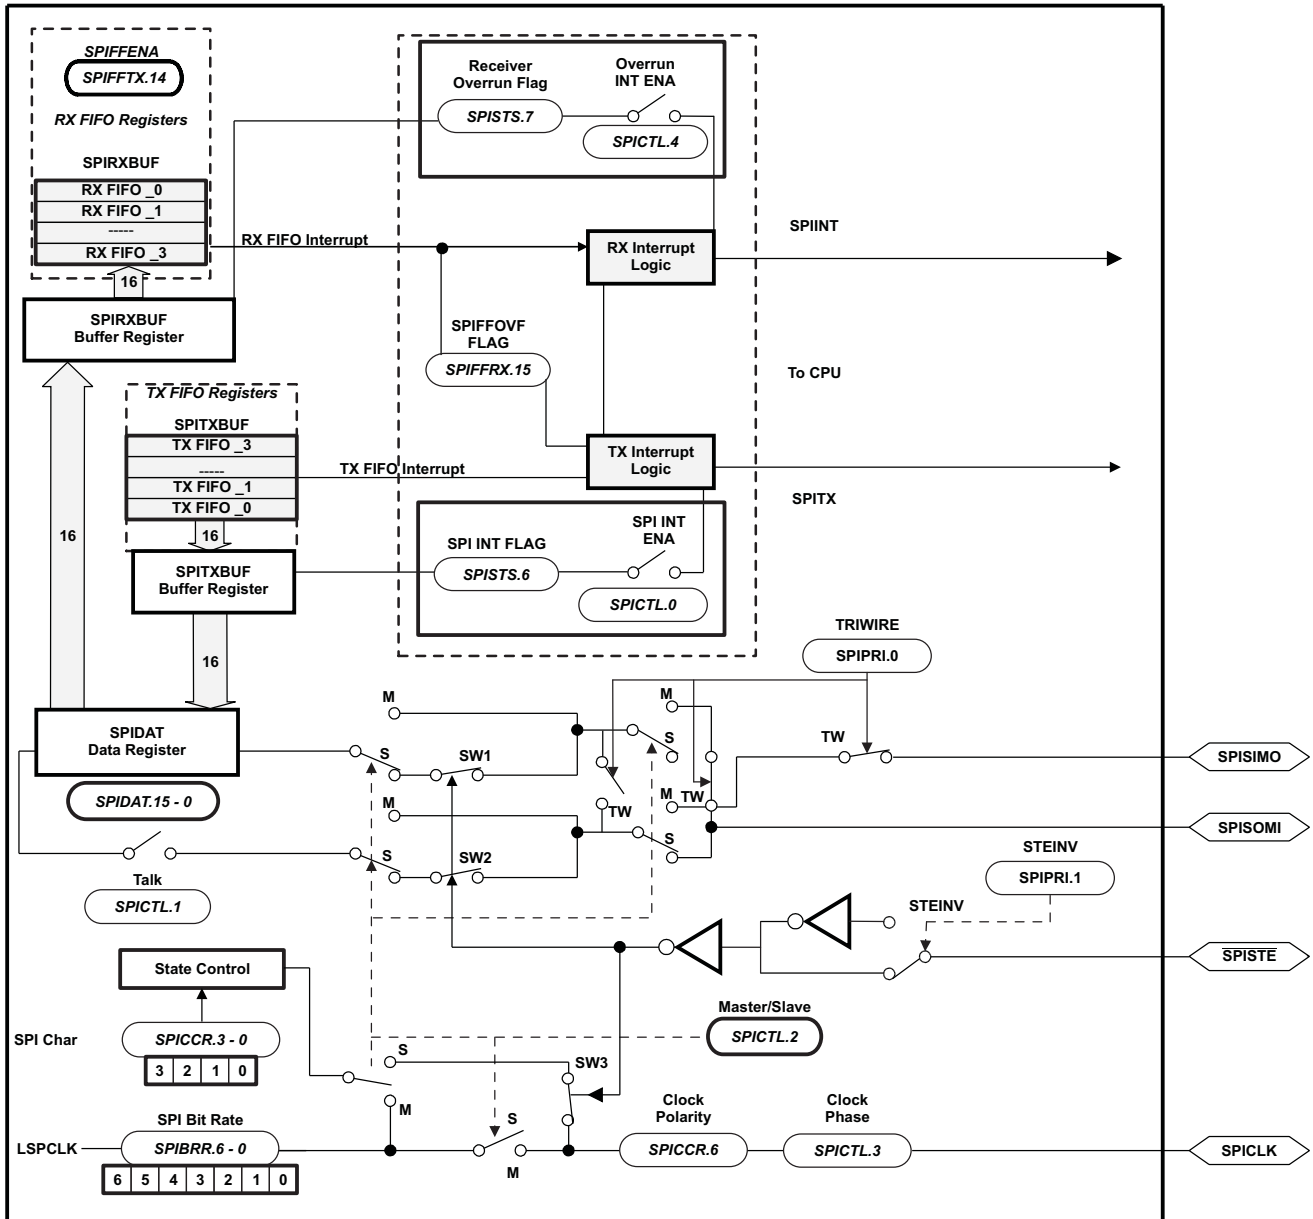 SPIFFENA
SPIFFTX.14
RX FIFO Registers
SPIRXBUF
RX FIFO _0
RX FIFO _1
-----
RX FIFO _3
16
SPIRXBUF
Buffer Register
Receiver
Overrun Flag
SPISTS.7
Overrun
INT ENA
SPICTL.4
RX FIFO Interrupt
RX Interrupt
Logic
SPIINT
SPIFFOVF
FLAG
SPIFFRX.15
To CPU
16
TX FIFO Registers
SPITXBUF
TX FIFO _3
-----
TX FIFO _1
TX FIFO _0
16
TX FIFO Interrupt
TX Interrupt
Logic
SPITX
SPITXBUF
Buffer Register
SPI INT FLAG
SPISTS.6
SPI INT
ENA
SPICTL.0
16
TRIWIRE
SPIPRI.0
SPIDAT
Data Register
SPIDAT.15 - 0
M
S
SW1
M
S
TW
M
TW
TW
SPISIMO
M
S
SW2
S
SPISOMI
Talk
SPICTL.1
STEINV
SPIPRI.1
STEINV
SPISTE
State Control
SPI Char
SPICCR.3 - 0
3 2 1 0
Master/Slave
SPICTL.2
S
M
SW3
LSPCLK
SPI Bit Rate
SPIBRR.6 - 0
6 5 4 3 2 1 0
S
M
Clock
Polarity
SPICCR.6
Clock
Phase
SPICTL.3
SPICLK